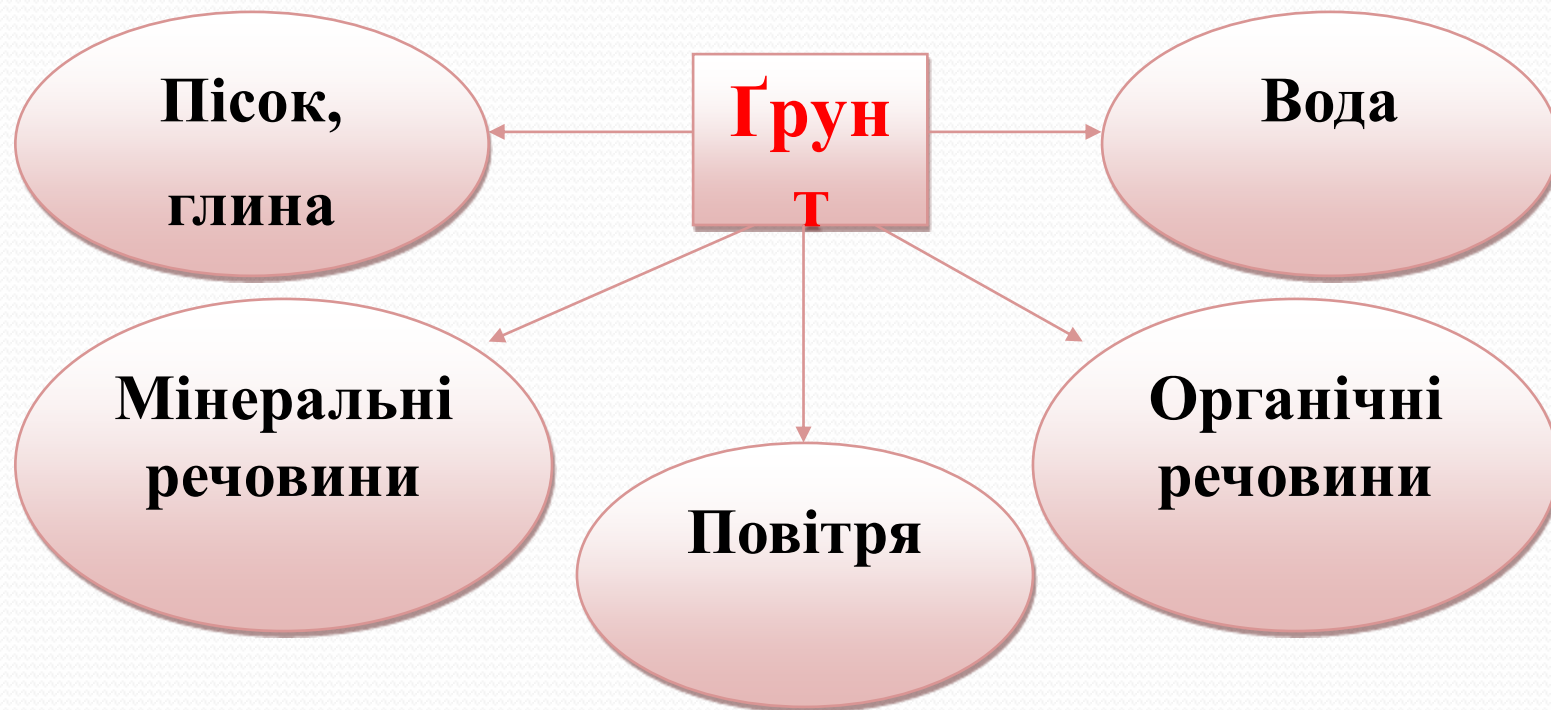 Пісок,
глина
Ґрун
т
Вода
Мінеральні
речовини
Повітря
Органічні
речовини